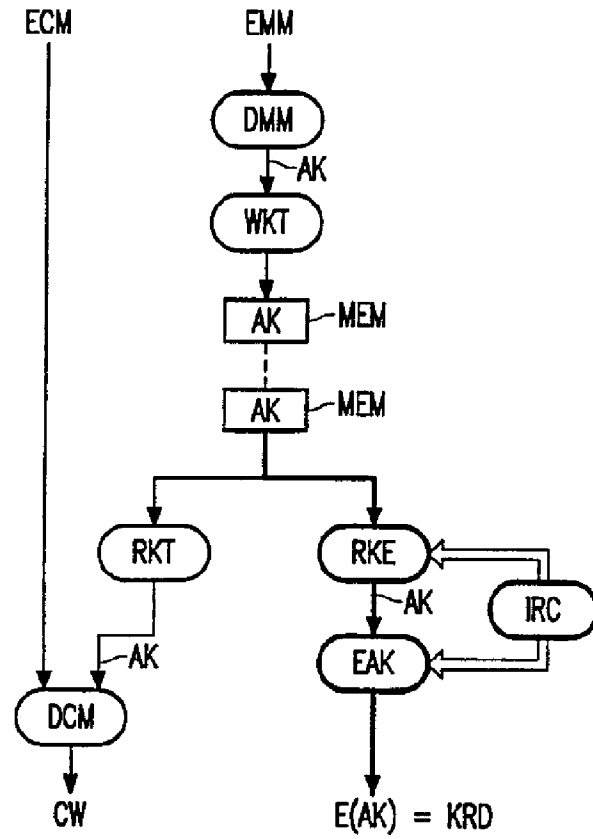 ECM
EMM
DMM
AK
WKT
AK
MEM
AK
MEM
RKT
RKE
AK
IRC
AK
EAK
DCM
CW
E(AK) = KRD